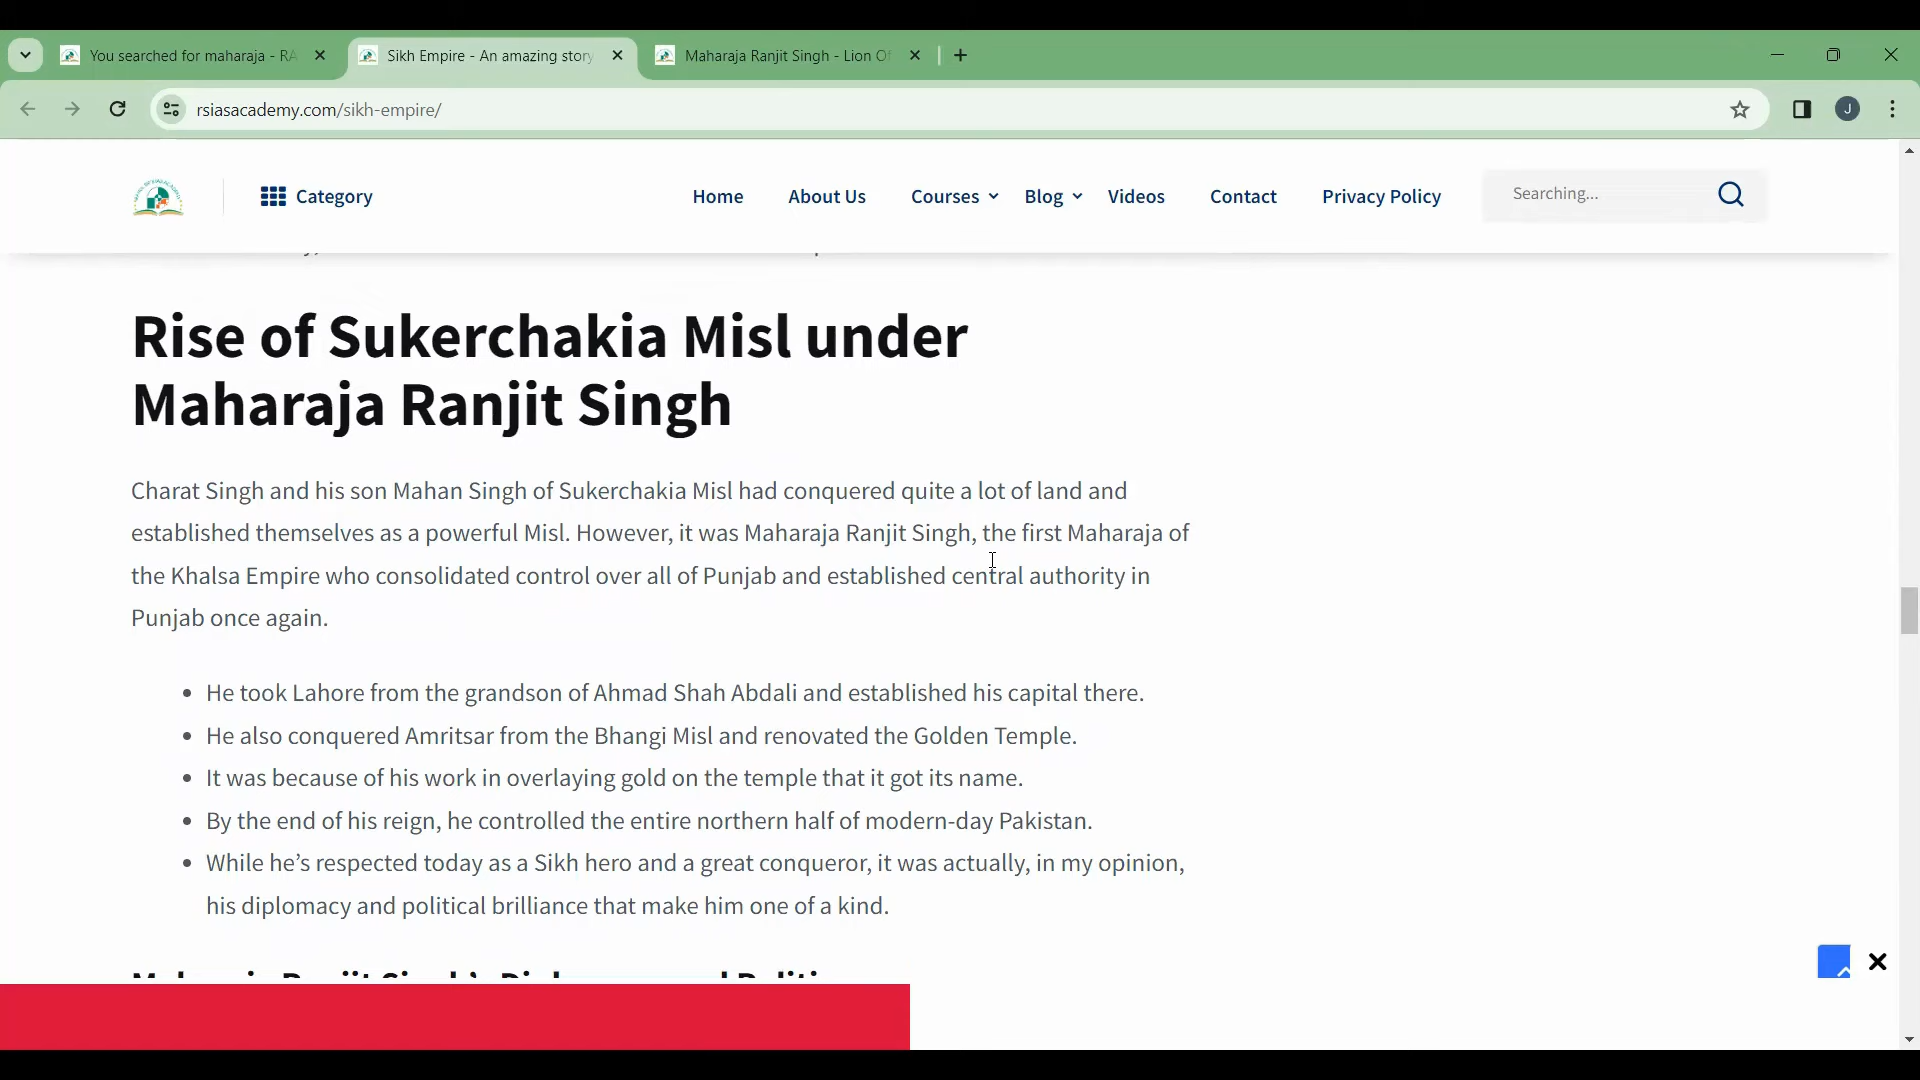 You searched for maharaja - RA
Sikh Empire - An amazing story
Maharaja Ranjit Singh - Lion Of
rsiasacademy.com/sikh-empire/
J
Category
Home
About Us
Courses
Blog
Videos
Contact
Privacy Policy
Searching...
Rise of Sukerchakia Misl under
Maharaja Ranjit Singh
Charat Singh and his son Mahan Singh of Sukerchakia Misl had conquered quite a lot of land and
established themselves as a powerful Misl. However, it was Maharaja Ranjit Singh, the first Maharaja of
the Khalsa Empire who consolidated control over all of Punjab and established central authority in
Punjab once again.
• He took Lahore from the grandson of Ahmad Shah Abdali and established his capital there.
• He also conquered Amritsar from the Bhangi Misl and renovated the Golden Temple.
• It was because of his work in overlaying gold on the temple that it got its name.
• By the end of his reign, he controlled the entire northern half of modern-day Pakistan.
• While he’s respected today as a Sikh hero and a great conqueror, it was actually, in my opinion,
his diplomacy and political brilliance that make him one of a kind.
Maharaja Ranjit Singh’s